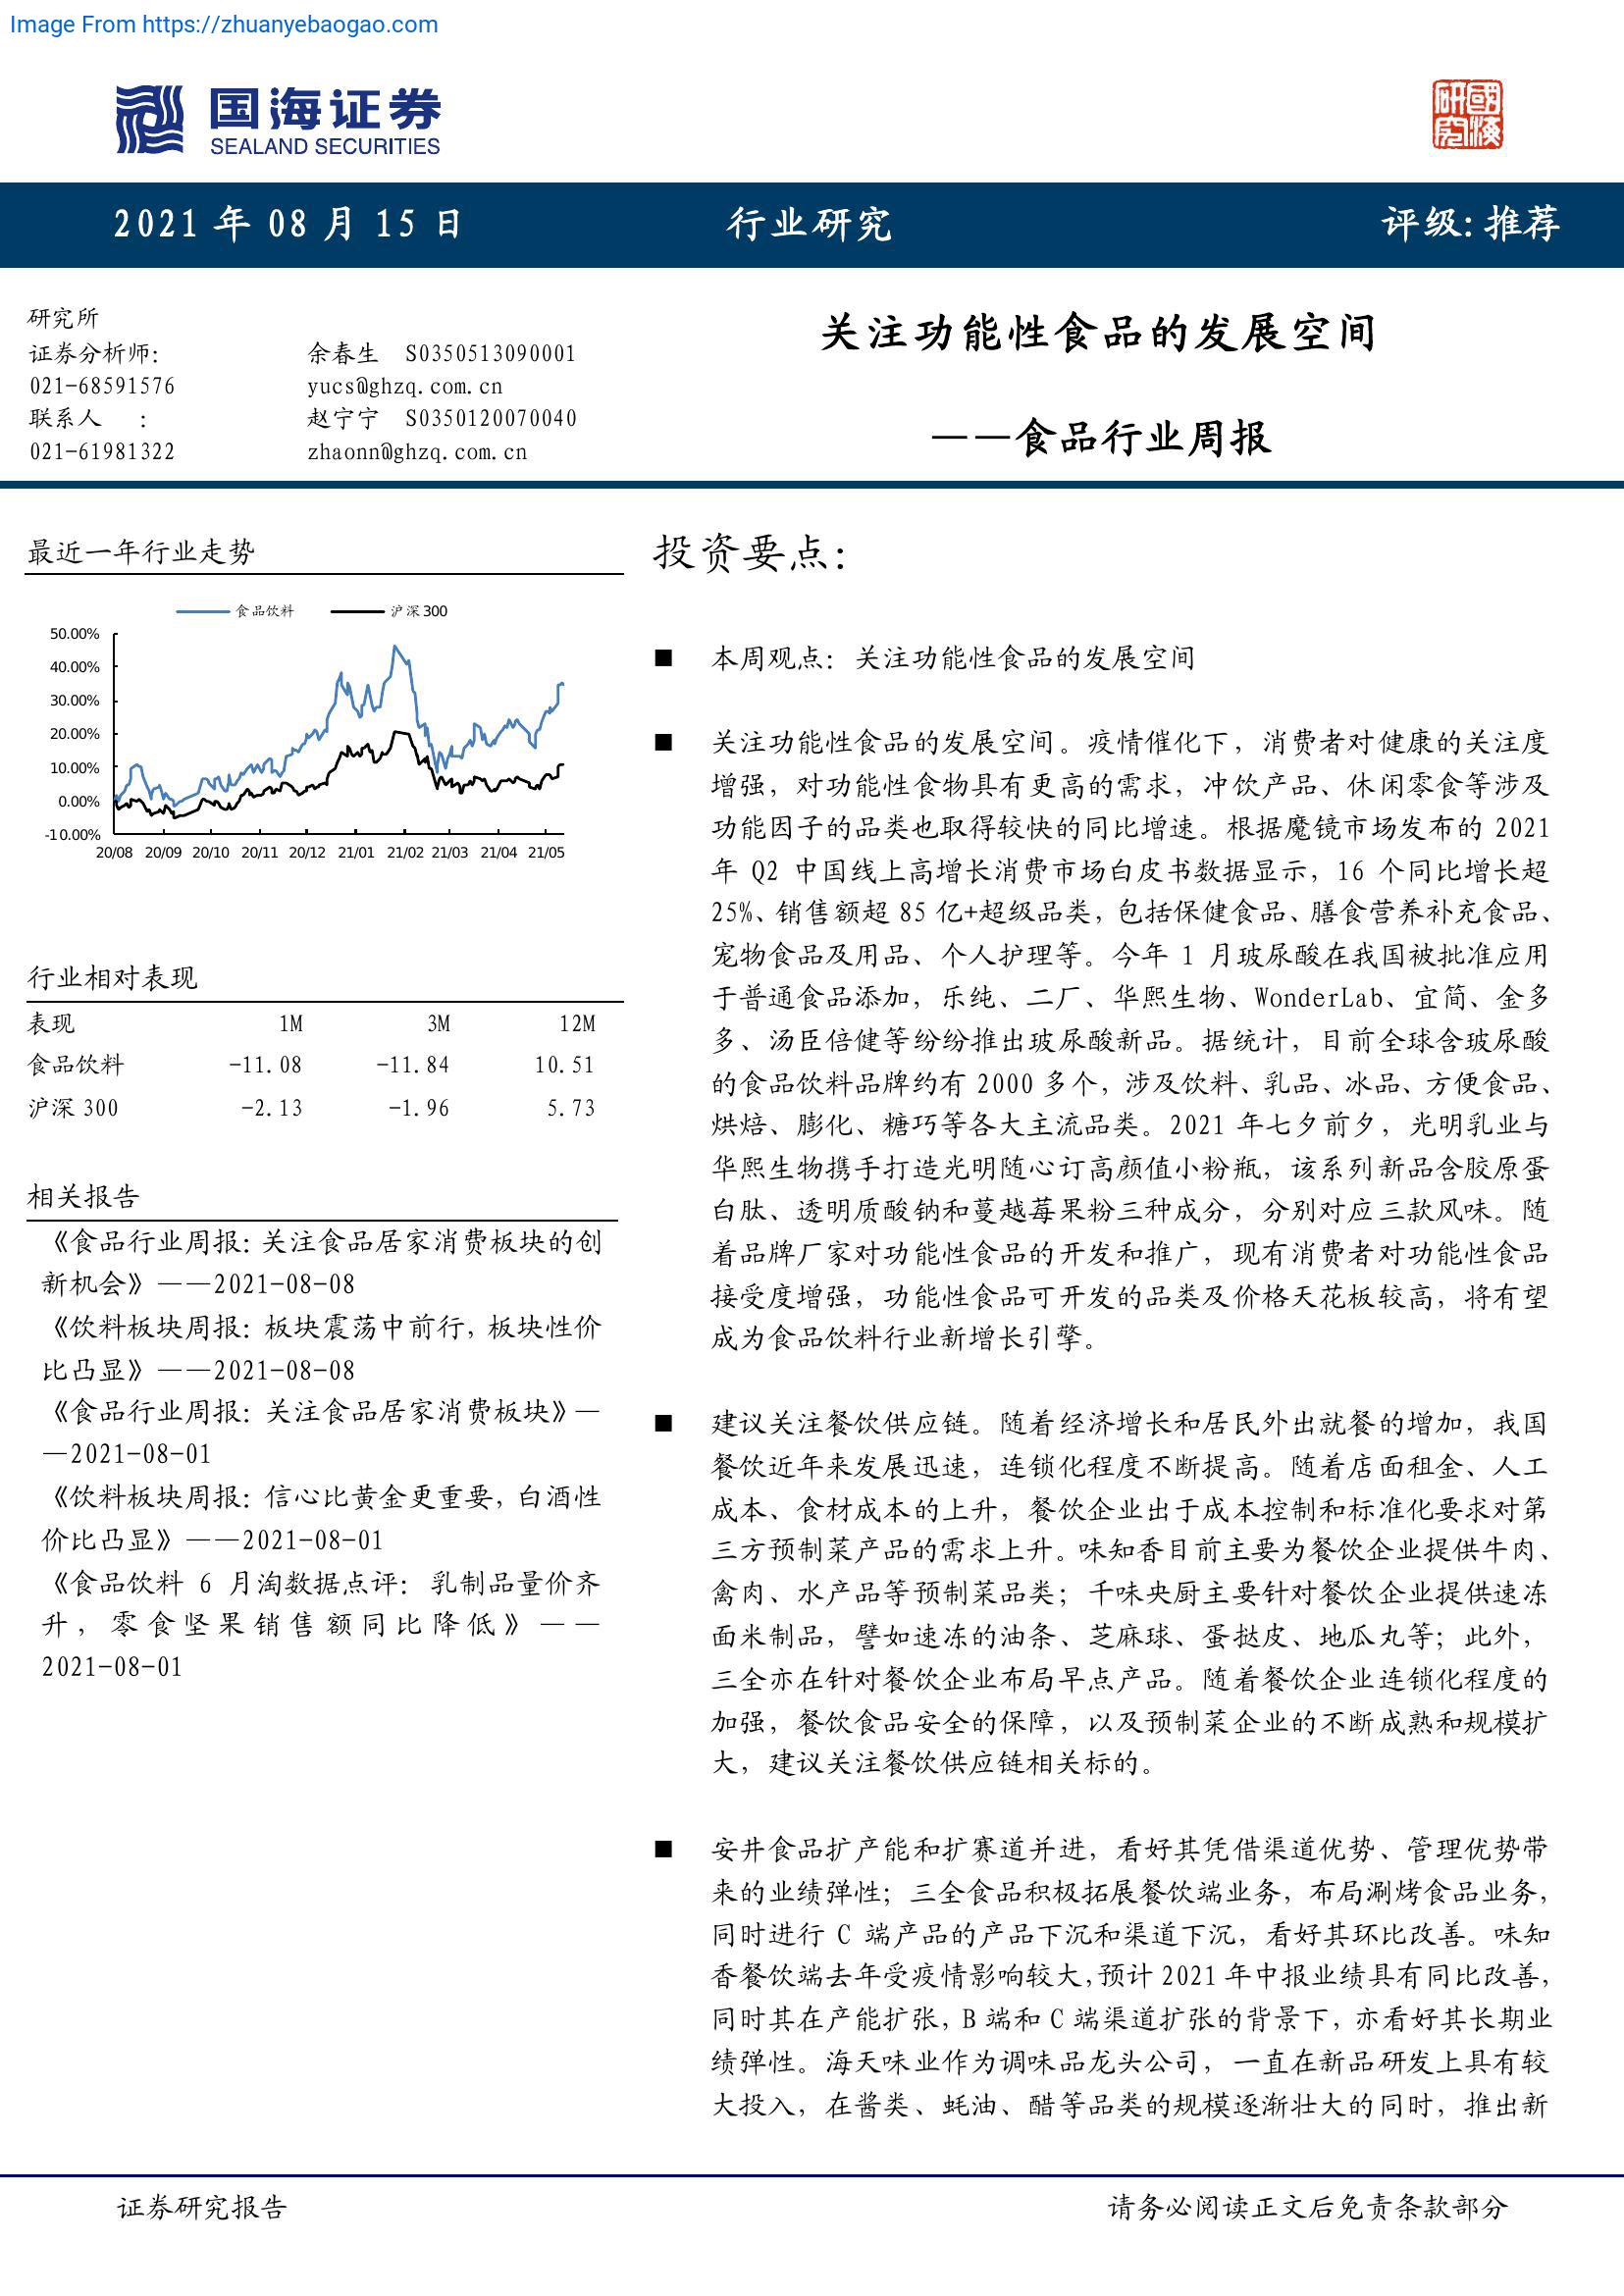 Image From https://zhuanyebaogao.com
国海证券
SEALAND SECURITIES
研國
究海
2021 年 08 月 15 日
行业研究
评级：推荐
研究所
证券分析师：
余春生 S0350513090001
021-68591576
yucs@ghzq.com.cn
联系人 ：
赵宁宁 S0350120070040
021-61981322
zhaonn@ghzq.com.cn
关注功能性食品的发展空间
——食品行业周报
最近一年行业走势
食品饮料
沪深300
50.00%
40.00%
30.00%
20.00%
10.00%
0.00%
-10.00%
20/08 20/09 20/10 20/11 20/12 21/01 21/02 21/03 21/04 21/05
行业相对表现
表现 1M 3M 12M
食品饮料 -11.08 -11.84 10.51
沪深 300 -2.13 -1.96 5.73
相关报告
《食品行业周报：关注食品居家消费板块的创
新机会》——2021-08-08
《饮料板块周报：板块震荡中前行，板块性价
比凸显》——2021-08-08
《食品行业周报：关注食品居家消费板块》—
—2021-08-01
《饮料板块周报：信心比黄金更重要，白酒性
价比凸显》——2021-08-01
《食品饮料 6 月淘数据点评：乳制品量价齐
升，零食坚果销售额同比降低》——
2021-08-01
投资要点：
■ 本周观点：关注功能性食品的发展空间
■ 关注功能性食品的发展空间。疫情催化下，消费者对健康的关注度
增强，对功能性食物具有更高的需求，冲饮产品、休闲零食等涉及
功能因子的品类也取得较快的同比增速。根据魔镜市场发布的 2021
年 Q2 中国线上高增长消费市场白皮书数据显示，16 个同比增长超
25%、销售额超 85 亿+超级品类，包括保健食品、膳食营养补充食品、
宠物食品及用品、个人护理等。今年 1 月玻尿酸在我国被批准应用
于普通食品添加，乐纯、二厂、华熙生物、WonderLab、宜简、金多
多、汤臣倍健等纷纷推出玻尿酸新品。据统计，目前全球含玻尿酸
的食品饮料品牌约有 2000 多个，涉及饮料、乳品、冰品、方便食品、
烘焙、膨化、糖巧等各大主流品类。2021 年七夕前夕，光明乳业与
华熙生物携手打造光明随心订高颜值小粉瓶，该系列新品含胶原蛋
白肽、透明质酸钠和蔓越莓果粉三种成分，分别对应三款风味。随
着品牌厂家对功能性食品的开发和推广，现有消费者对功能性食品
接受度增强，功能性食品可开发的品类及价格天花板较高，将有望
成为食品饮料行业新增长引擎。
■ 建议关注餐饮供应链。随着经济增长和居民外出就餐的增加，我国
餐饮近年来发展迅速，连锁化程度不断提高。随着店面租金、人工
成本、食材成本的上升，餐饮企业出于成本控制和标准化要求对第
三方预制菜产品的需求上升。味知香目前主要为餐饮企业提供牛肉、
禽肉、水产品等预制菜品类；千味央厨主要针对餐饮企业提供速冻
面米制品，譬如速冻的油条、芝麻球、蛋挞皮、地瓜丸等；此外，
三全亦在针对餐饮企业布局早点产品。随着餐饮企业连锁化程度的
加强，餐饮食品安全的保障，以及预制菜企业的不断成熟和规模扩
大，建议关注餐饮供应链相关标的。
■ 安井食品扩产能和扩赛道并进，看好其凭借渠道优势、管理优势带
来的业绩弹性；三全食品积极拓展餐饮端业务，布局涮烤食品业务，
同时进行 C 端产品的产品下沉和渠道下沉，看好其环比改善。味知
香餐饮端去年受疫情影响较大，预计 2021 年中报业绩具有同比改善，
同时其在产能扩张，B 端和 C 端渠道扩张的背景下，亦看好其长期业
绩弹性。海天味业作为调味品龙头公司，一直在新品研发上具有较
大投入，在酱类、蚝油、醋等品类的规模逐渐壮大的同时，推出新
证券研究报告
请务必阅读正文后免责条款部分